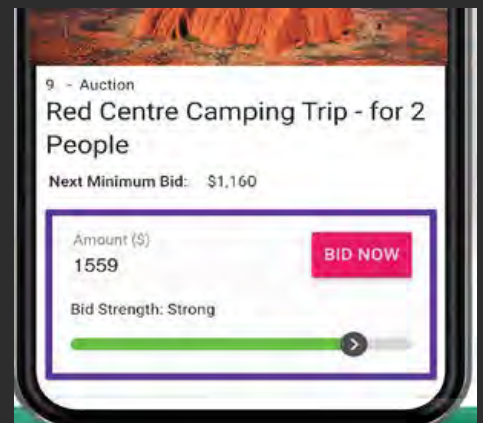 9 - Auction
Red Centre Camping Trip - for 2
People
Next Minimum Bid: $1,160
Amount ($)
1559
BID NOW
Bid Strength: Strong